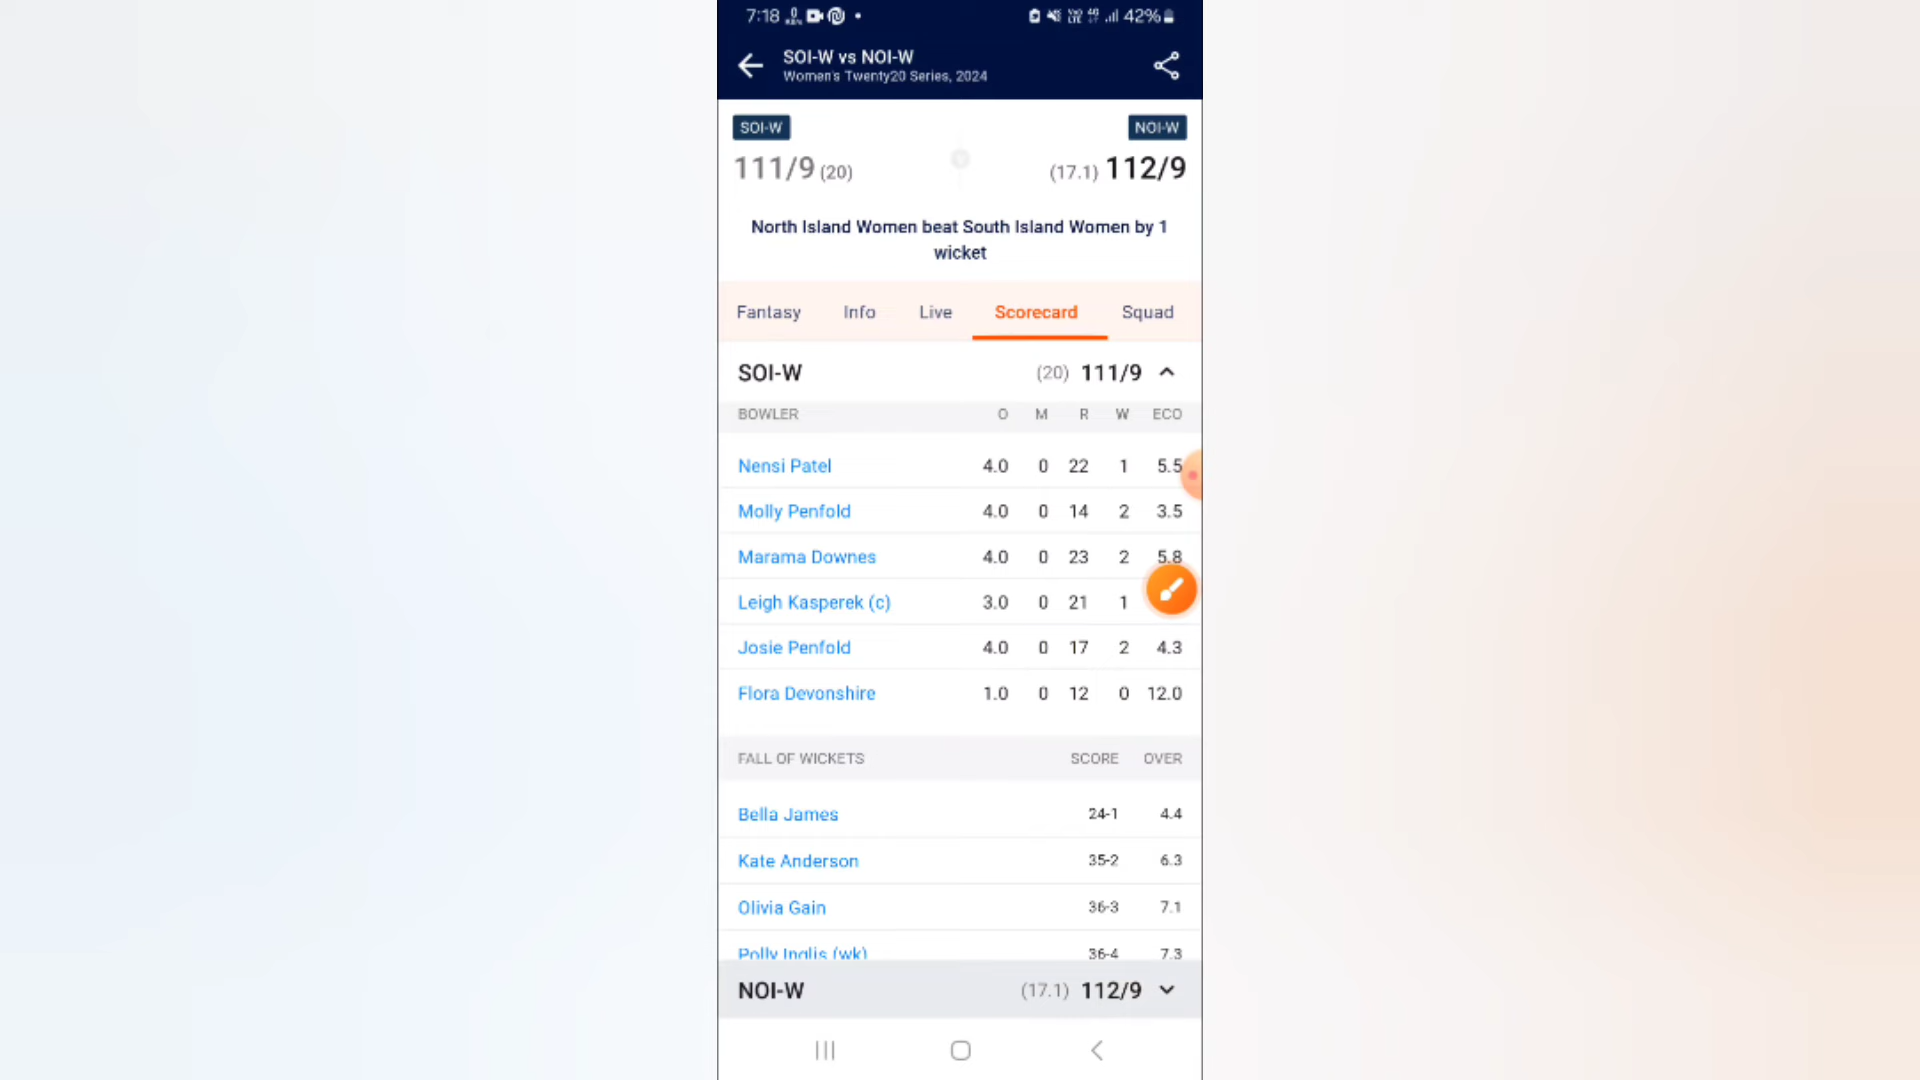 7:18 42%
SOI-W vs NOI-W
Women's Twenty20 Series, 2024
SOI-W NOI-W
111/9 (20) (17.1) 112/9
North Island Women beat South Island Women by 1
wicket
Fantasy Info Live Scorecard Squad
SOI-W (20) 111/9
BOWLER O M R W ECO
Nensi Patel 4.0 0 22 1 5.5
Molly Penfold 4.0 0 14 2 3.5
Marama Downes 4.0 0 23 2 5.8
Leigh Kasperek (c) 3.0 0 21 1
Josie Penfold 4.0 0 17 2 4.3
Flora Devonshire 1.0 0 12 0 12.0
FALL OF WICKETS SCORE OVER
Bella James 24-1 4.4
Kate Anderson 35-2 6.3
Olivia Gain 36-3 7.1
Polly Inglis (wk) 36-4 7.3
NOI-W (17.1) 112/9